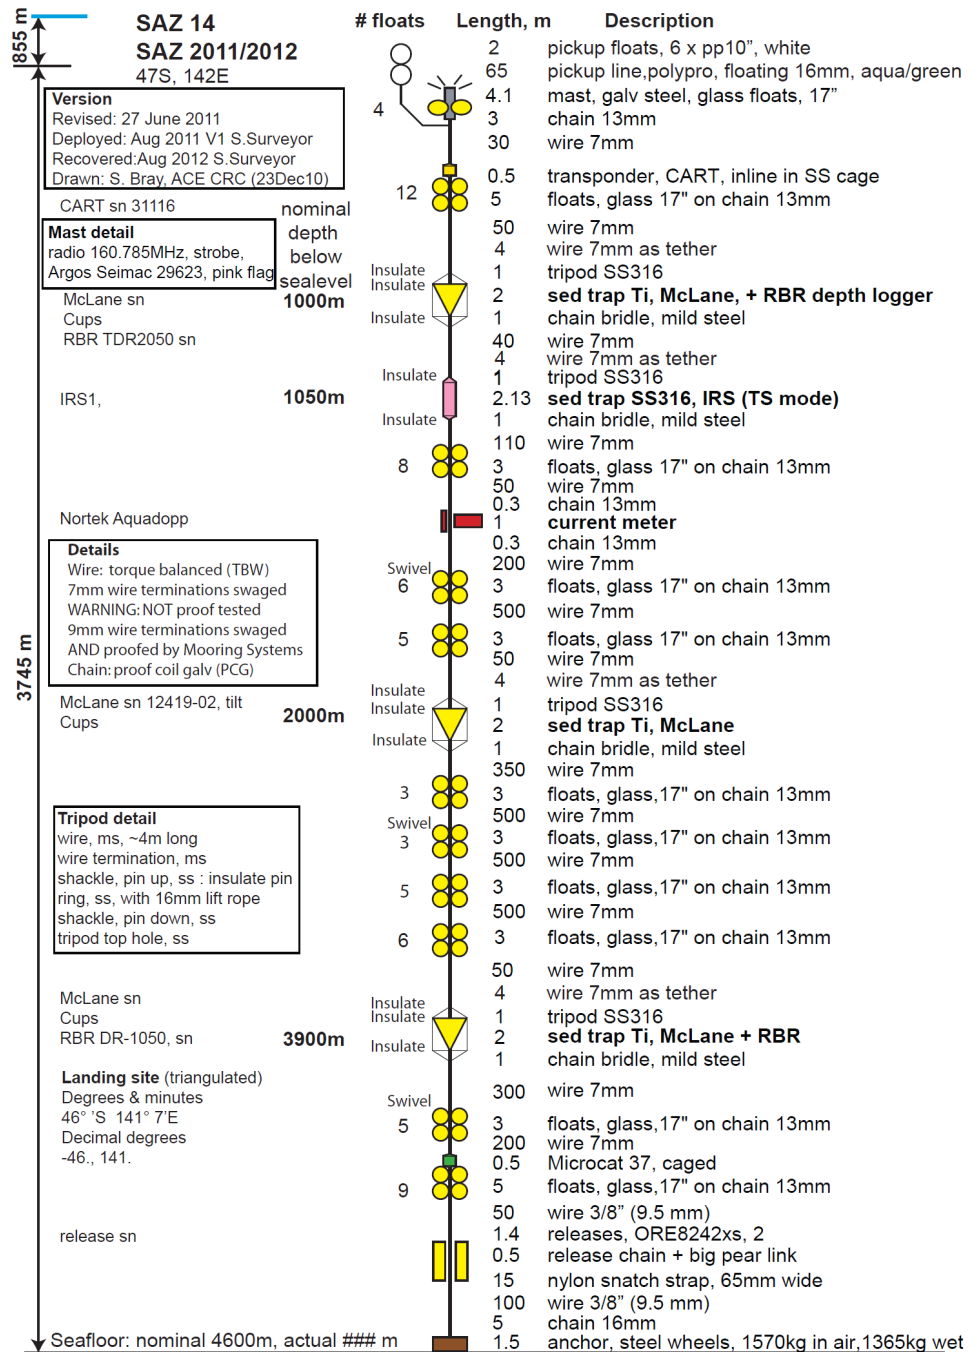 855 m
SAZ 14
SAZ 2011/2012
47S, 142E
# floats Length, m Description
2 pickup floats, 6 x pp10", white
65 pickup line,polypro, floating 16mm, aqua/green
4 4.1 mast, galv steel, glass floats, 17"
3 chain 13mm
30 wire 7mm
Version
Revised: 27 June 2011
Deployed: Aug 2011 V1 S.Surveyor
Recovered:Aug 2012 S.Surveyor
Drawn: S. Bray, ACE CRC (23Dec10)
0.5 transponder, CART, inline in SS cage
12 5 floats, glass 17" on chain 13mm
CART sn 31116
nominal
depth
below
sealevel
50 wire 7mm
4 wire 7mm as tether
Mast detail
radio 160.785MHz, strobe,
Argos Seimac 29623, pink flag
Insulate 1 tripod SS316
Insulate
McLane sn 1000m 2 sed trap Ti, McLane, + RBR depth logger
Cups Insulate 1 chain bridle, mild steel
RBR TDR2050 sn 40 wire 7mm
4 wire 7mm as tether
Insulate 1 tripod SS316
IRS1, 1050m 2.13 sed trap SS316, IRS (TS mode)
Insulate 1 chain bridle, mild steel
110 wire 7mm
8 3 floats, glass 17" on chain 13mm
50 wire 7mm
0.3 chain 13mm
Nortek Aquadopp 1 current meter
0.3 chain 13mm
200 wire 7mm
Swivel
6 3 floats, glass 17" on chain 13mm
500 wire 7mm
5 3 floats, glass 17" on chain 13mm
50 wire 7mm
4 wire 7mm as tether
Details
Wire: torque balanced (TBW)
7mm wire terminations swaged
WARNING: NOT proof tested
9mm wire terminations swaged
AND proofed by Mooring Systems
Chain: proof coil galv (PCG)
3745 m
Insulate 1 tripod SS316
Insulate
McLane sn 12419-02, tilt
Cups 2000m 2 sed trap Ti, McLane
Insulate 1 chain bridle, mild steel
350 wire 7mm
3 3 floats, glass,17" on chain 13mm
500 wire 7mm
Swivel
3 3 floats, glass,17" on chain 13mm
500 wire 7mm
5 3 floats, glass,17" on chain 13mm
500 wire 7mm
6 3 floats, glass,17" on chain 13mm
Tripod detail
wire, ms, ~4m long
wire termination, ms
shackle, pin up, ss : insulate pin
ring, ss, with 16mm lift rope
shackle, pin down, ss
tripod top hole, ss
50 wire 7mm
4 wire 7mm as tether
McLane sn Insulate
Cups Insulate 1 tripod SS316
RBR DR-1050, sn 3900m 2 sed trap Ti, McLane + RBR
Insulate 1 chain bridle, mild steel
300 wire 7mm
Landing site (triangulated)
Degrees & minutes
46° 'S 141° 7'E
Decimal degrees
-46., 141.
Swivel
5 3 floats, glass,17" on chain 13mm
200 wire 7mm
0.5 Microcat 37, caged
9 5 floats, glass,17" on chain 13mm
50 wire 3/8" (9.5 mm)
release sn 1.4 releases, ORE8242xs, 2
0.5 release chain + big pear link
15 nylon snatch strap, 65mm wide
100 wire 3/8" (9.5 mm)
5 chain 16mm
Seafloor: nominal 4600m, actual ### m 1.5 anchor, steel wheels, 1570kg in air,1365kg wet